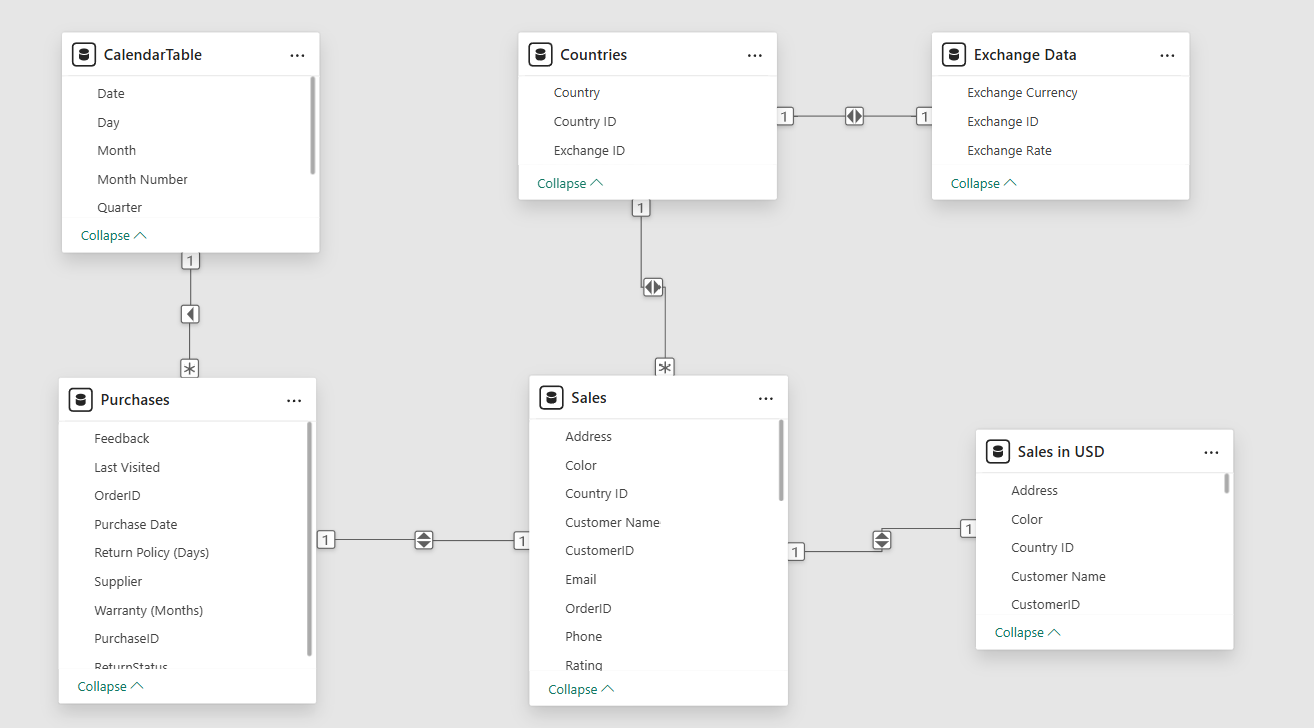 CalendarTable
Date
Day
Month
Month Number
Quarter
Collapse
1
*
Countries
Country
Country ID
Exchange ID
Collapse
1
1
Exchange Data
Exchange Currency
Exchange ID
Exchange Rate
Collapse
1
*
Purchases
Feedback
Last Visited
OrderID
Purchase Date
Return Policy (Days)
Supplier
Warranty (Months)
PurchaseID
ReturnStatus
Collapse
1
1
Sales
Address
Color
Country ID
Customer Name
CustomerID
Email
OrderID
Phone
Rating
Collapse
1
1
Sales in USD
Address
Color
Country ID
Customer Name
CustomerID
Collapse